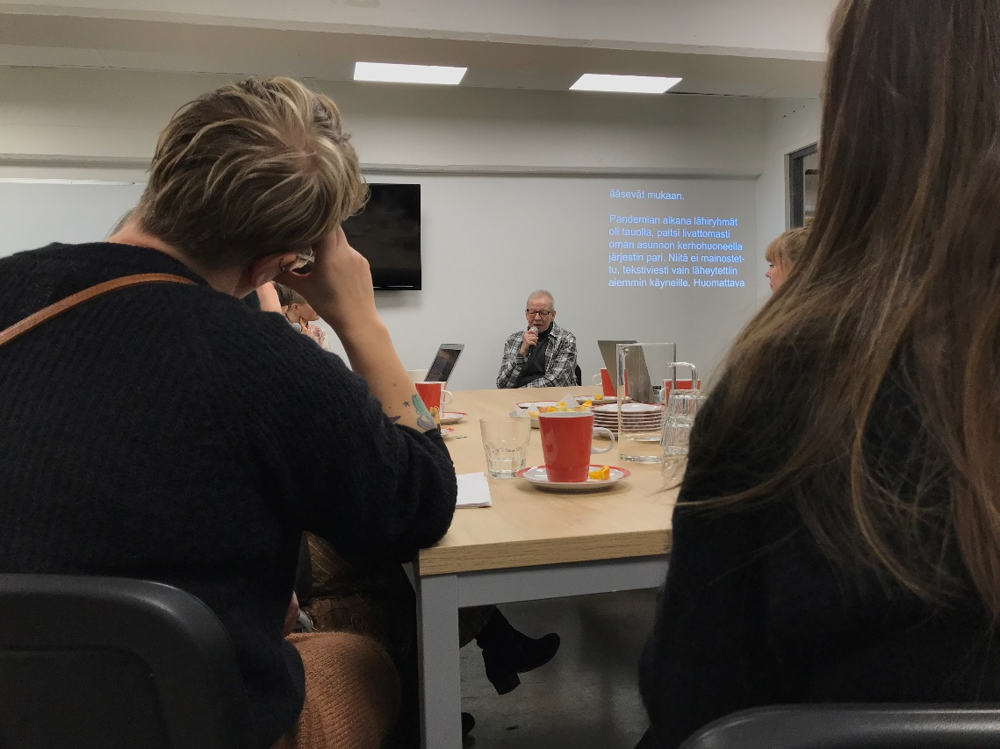 ääsevät mukaan.
Pandemian aikana lähiryhmät
oli tauolla, paitsi livattomasti
oman asunnon kerhohuoneella
järjestin pari. Niitä ei mainostet-
tu, tekstiviesti vain läheytettiin
aiemmin käyneille. Huomattava